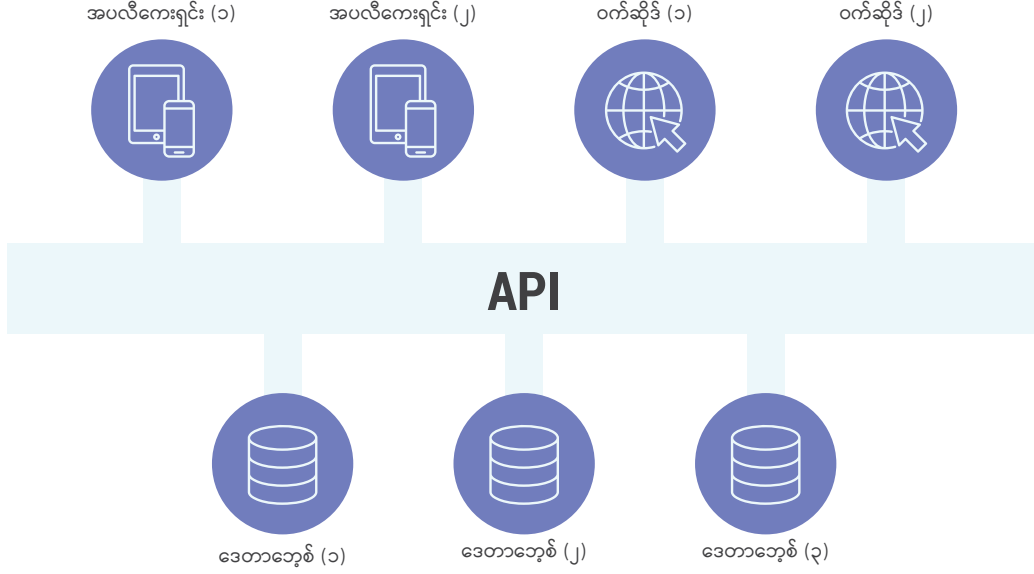 အပလီကေးရှင်း (၁)
အပလီကေးရှင်း (၂)
ဝက်ဆိုဒ် (၁)
ဝက်ဆိုဒ် (၂)
API
ဒေတာဘေ့စ် (၁)
ဒေတာဘေ့စ် (၂)
ဒေတာဘေ့စ် (၃)